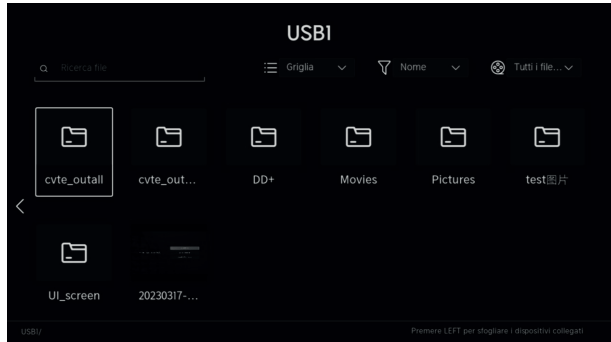 USB1
Ricerca file
Griglia
Nome
Tutti i file...
cvte_outall
cvte_out...
DD+
Movies
Pictures
test图片
UI_screen
20230317-...
USB1/
Premere LEFT per sfogliare i dispositivi collegati